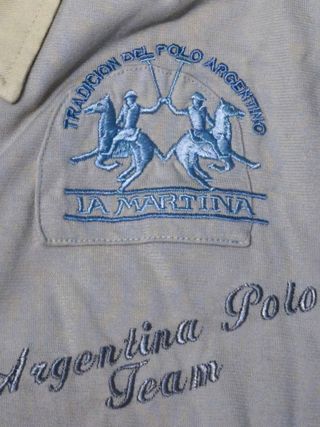 TRADICION DEL POLO ARGENTINO
LA MARTINA
Argentina Polo
Team